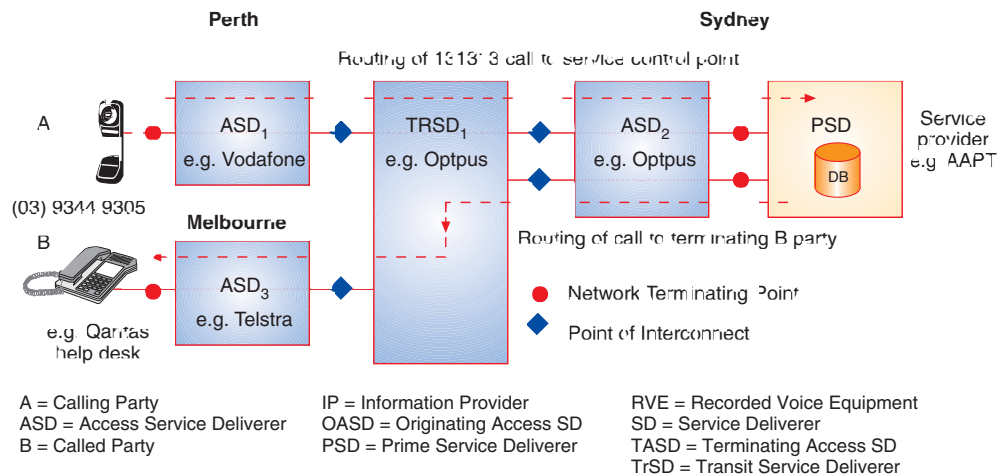 Perth
Sydney
Routing of 131313 call to service control point
A
ASD1
e.g. Vodafone
TRSD1
e.g. Optpus
ASD2
e.g. Optpus
PSD
DB
Service
provider
e.g. AAPT
(03) 9344 9305
Melbourne
B
Routing of call to terminating B party
ASD3
e.g. Telstra
Network Terminating Point
Point of Interconnect
e.g. Qantas
help desk
A = Calling Party
ASD = Access Service Deliverer
B = Called Party
IP = Information Provider
OASD = Originating Access SD
PSD = Prime Service Deliverer
RVE = Recorded Voice Equipment
SD = Service Deliverer
TASD = Terminating Access SD
TrSD = Transit Service Deliverer